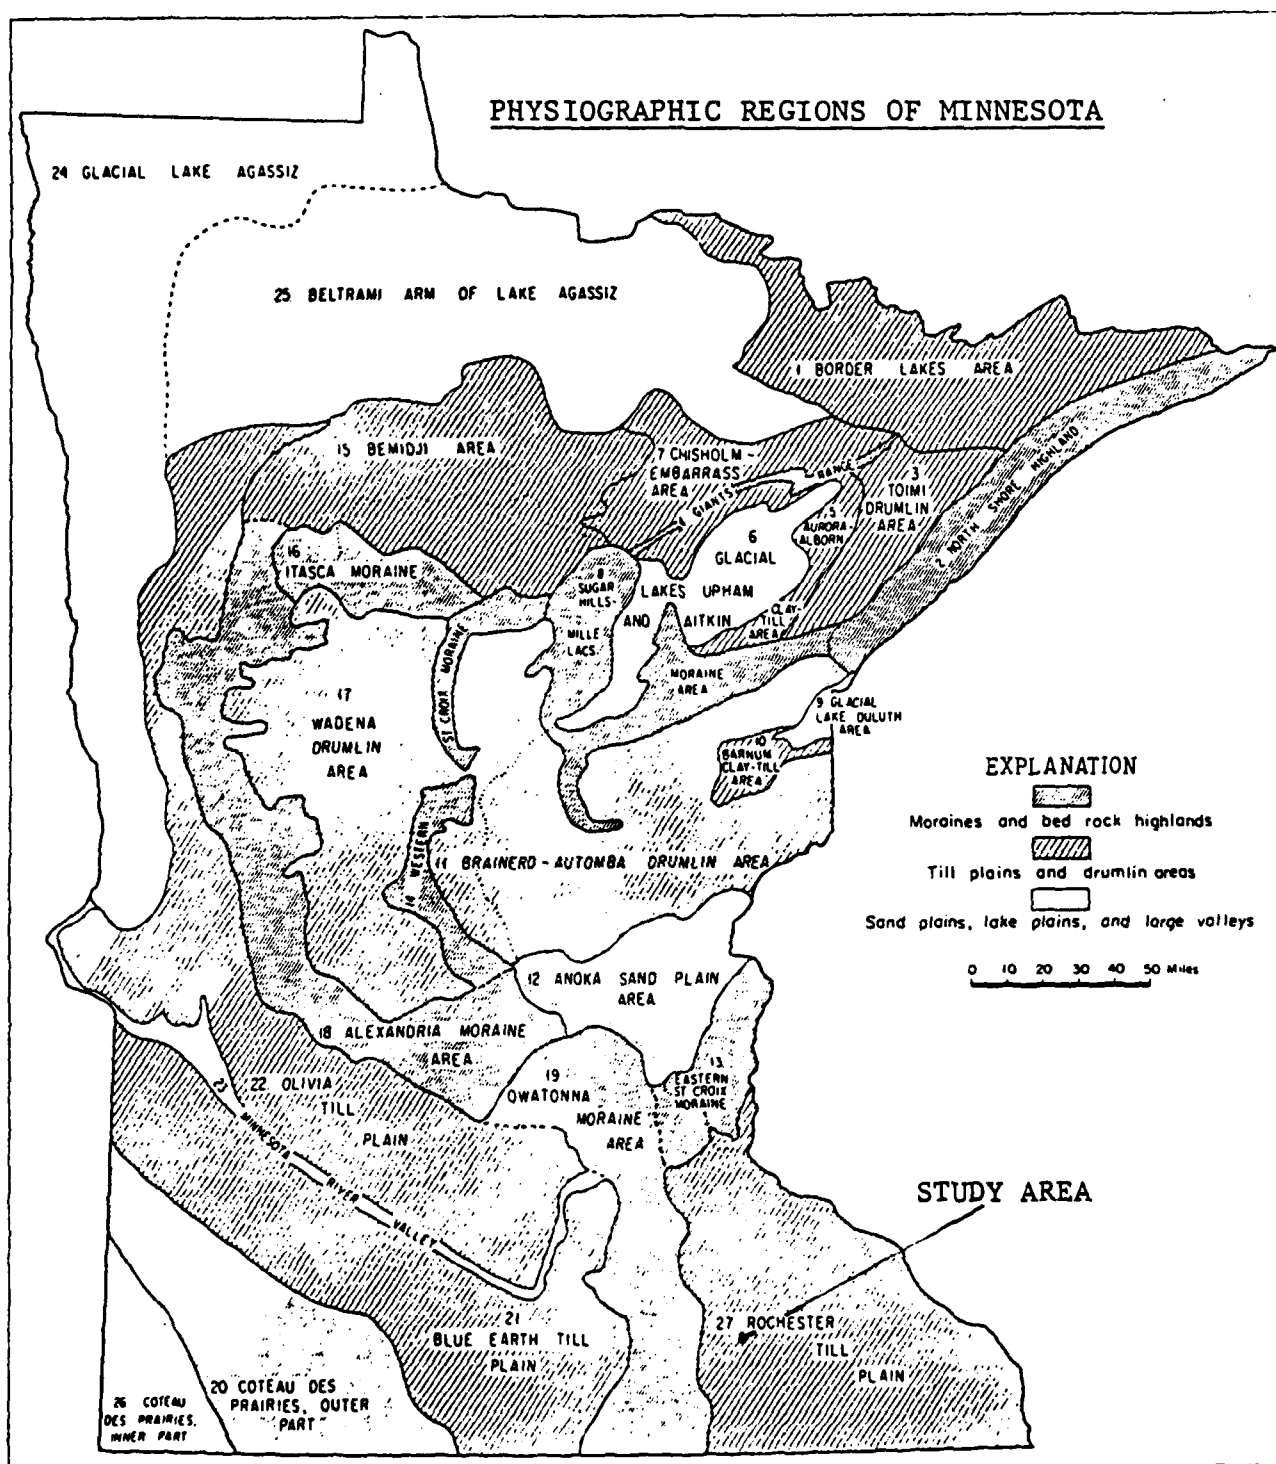 PHYSIOGRAPHIC REGIONS OF MINNESOTA
24 GLACIAL LAKE AGASSIZ
25 BELTRAMI ARM OF LAKE AGASSIZ
1 BORDER LAKES AREA
2 NORTH SHORE HIGHLAND
15 BEMIDJI AREA
7 CHISHOLM-
EMBARRASS
AREA
4 GIANTS RANGE
3
TOIMI
DRUMLIN
AREA
5
AURORA-
ALBORN
CLAY-
TILL
AREA
6
GLACIAL
LAKES UPHAM
AND AITKIN
16
ITASCA MORAINE
8
SUGAR
HILLS-
MILLE
LACS
MORAINE
AREA
ST CROIX MORAINE
17
WADENA
DRUMLIN
AREA
9 GLACIAL
LAKE DULUTH
AREA
10
BARNUM
CLAY-TILL
AREA
14 WESTERN
11 BRAINERD-AUTOMBA DRUMLIN AREA
EXPLANATION
Moraines and bed rock highlands
Till plains and drumlin areas
Sand plains, lake plains, and large valleys
0 10 20 30 40 50 Miles
12 ANOKA SAND PLAIN
AREA
18 ALEXANDRIA MORAINE
AREA
13
EASTERN
ST CROIX
MORAINE
19
OWATONNA
MORAINE
AREA
22 OLIVIA
TILL
PLAIN
23 MINNESOTA RIVER VALLEY
STUDY AREA
21
BLUE EARTH TILL
PLAIN
27 ROCHESTER
TILL
PLAIN
20 COTEAU DES
PRAIRIES, OUTER
PART
26 COTEAU
DES PRAIRIES,
INNER PART